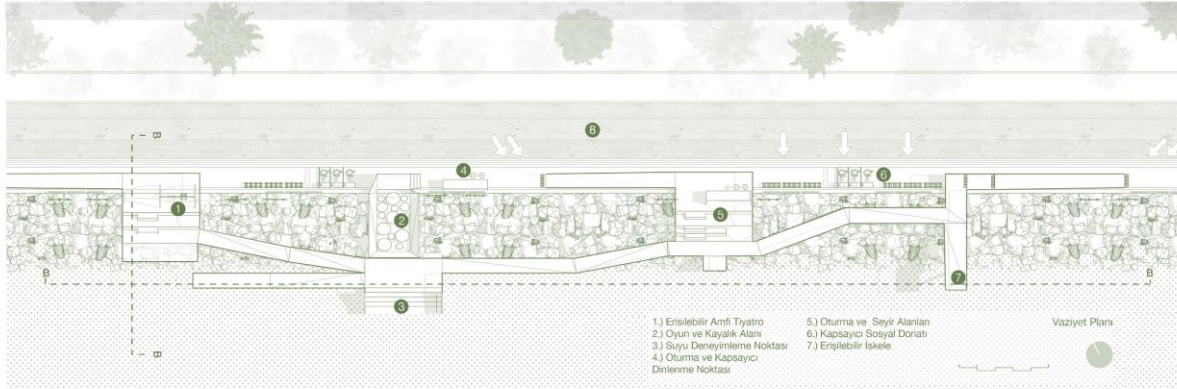 8
4
6
1
2
5
7
3
B
B
B
B
1.) Erisilebilir Amfi Tiyatro
2.) Oyun ve Kayalık Alanı
3.) Suyu Deneyimleme Noktası
4.) Oturma ve Kapsayıcı
Dinlenme Noktası
5.) Oturma ve Seyir Alanları
6.) Kapsayıcı Sosyal Donatı
7.) Erişilebilir İskele
Vaziyet Planı